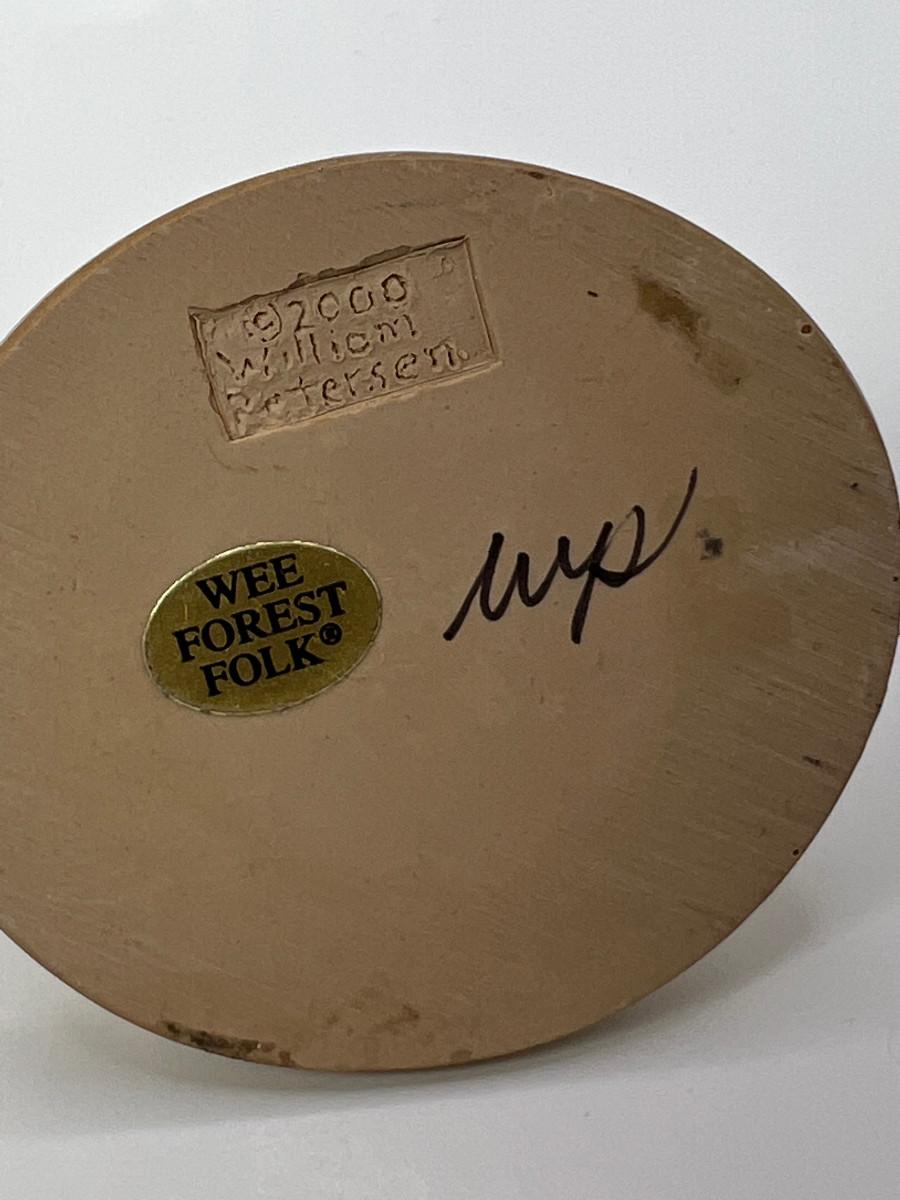 ©2000
William
Petersen
WEE
FOREST
FOLK®
wp